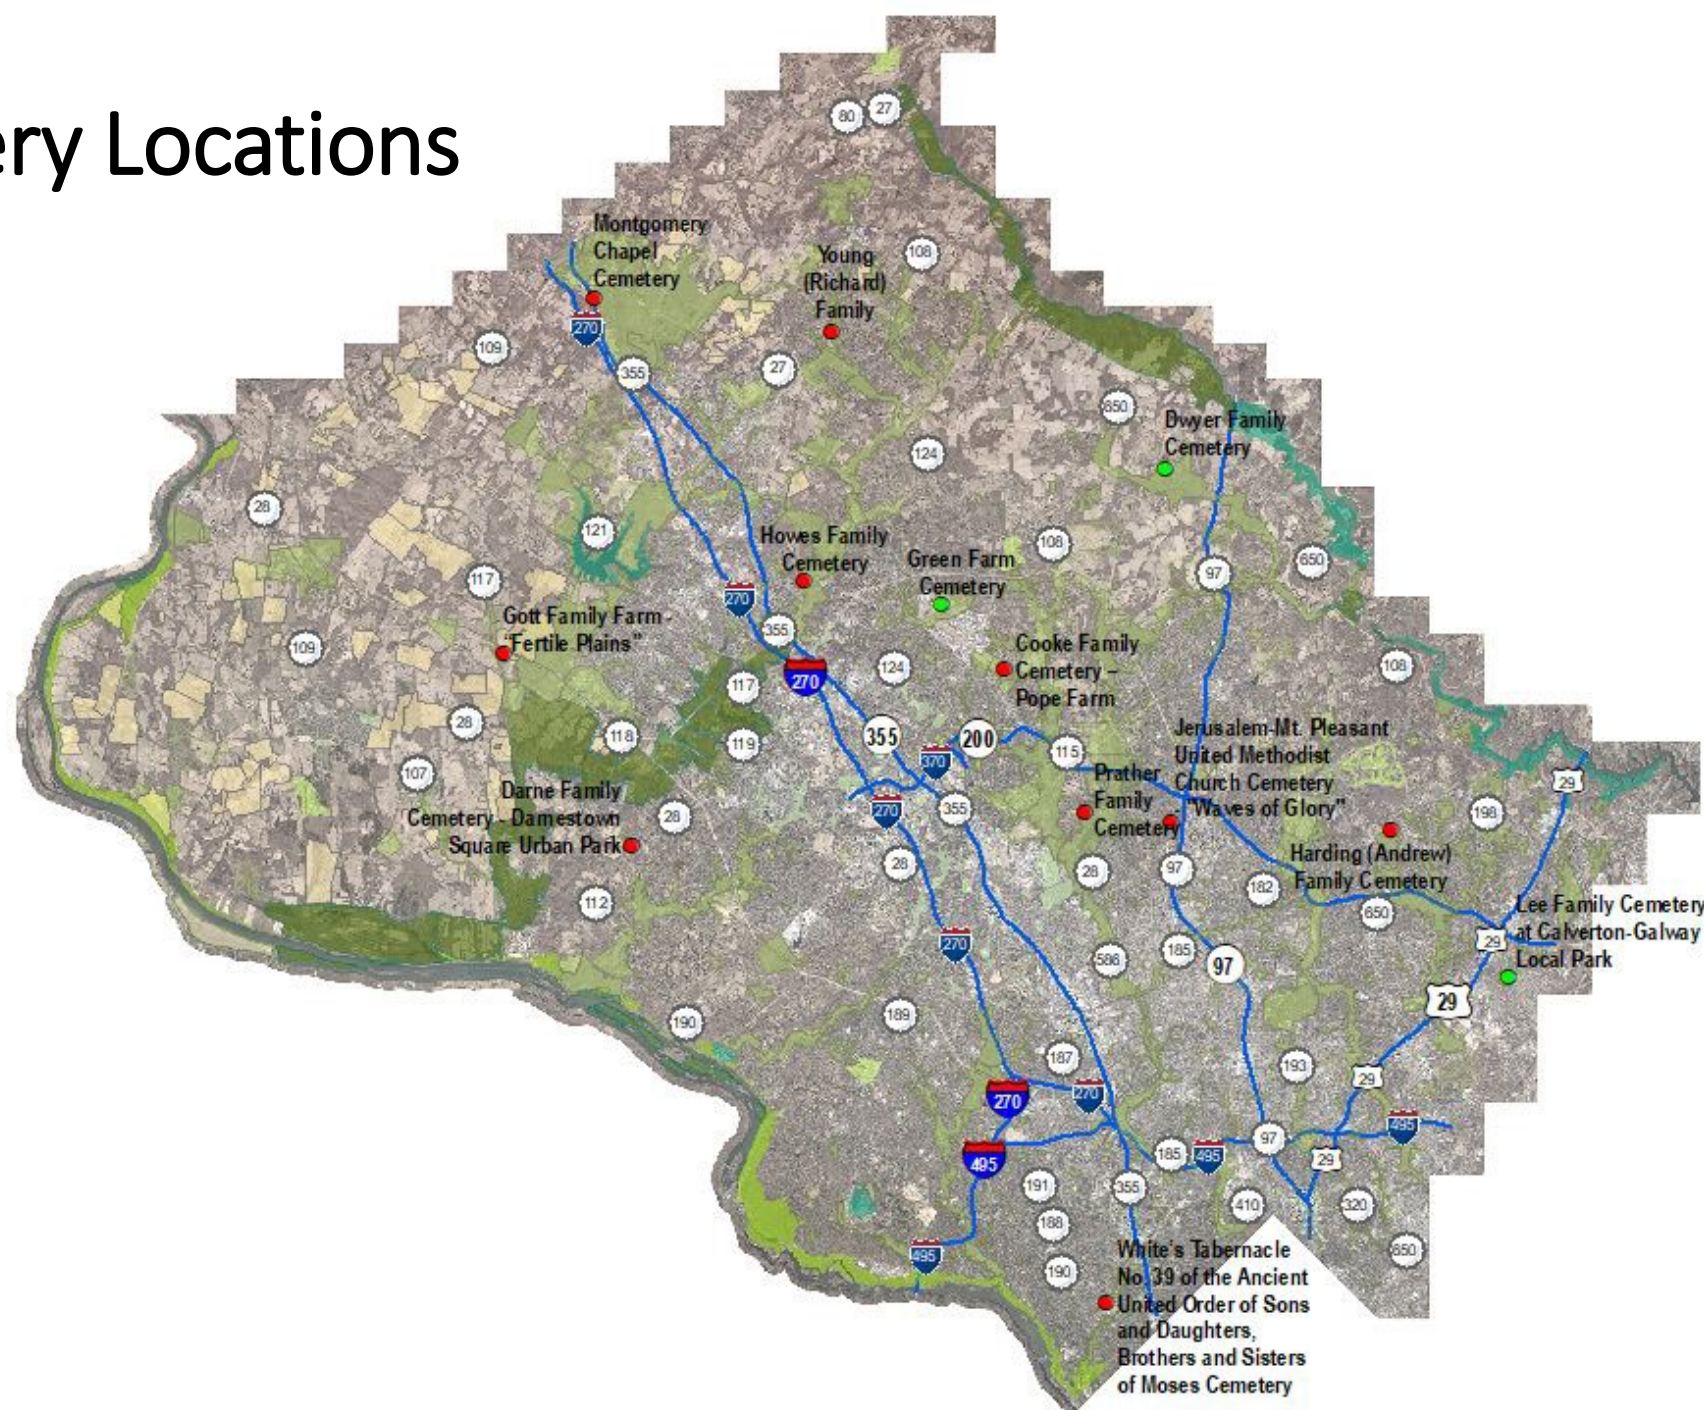 ery Locations
80
27
Montgomery
Chapel
Cemetery
Young
(Richard)
Family
108
270
109
355
27
850
Dwyer Family
Cemetery
124
28
121
Howes Family
Cemetery
Green Farm
Cemetery
108
650
97
117
270
Gott Family Farm -
"Fertile Plains"
355
109
Cooke Family
Cemetery –
Pope Farm
124
108
270
117
28
118
119
355
200
370
115
Jerusalem-Mt. Pleasant
United Methodist
Church Cemetery
- "Waves of Glory"
107
Prather
Family
Cemetery
29
Darne Family
Cemetery - Darnestown
Square Urban Park
28
270
355
198
28
28
97
Harding (Andrew)
Family Cemetery
182
112
650
Lee Family Cemetery
at Calverton-Galway
Local Park
29
270
586
185
97
29
190
189
187
193
29
270
270
495
97
495
185
495
29
191
355
410
320
188
495
190
650
White's Tabernacle
No. 39 of the Ancient
United Order of Sons
and Daughters,
Brothers and Sisters
of Moses Cemetery